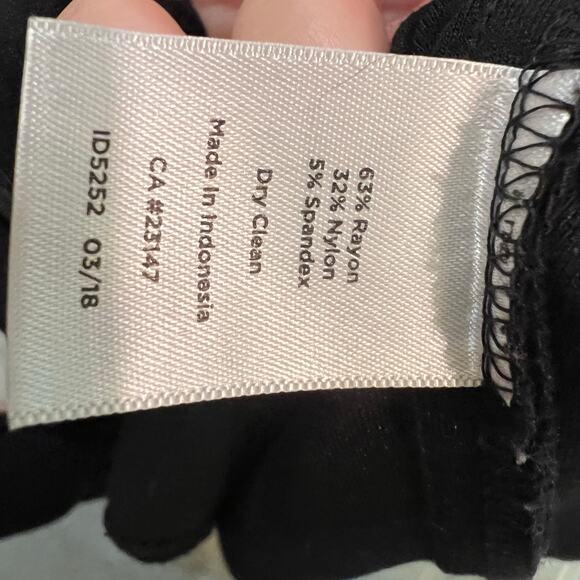 63% Rayon
32% Nylon
5% Spandex
Dry Clean
Made In Indonesia
CA #23147
ID5252 03/18